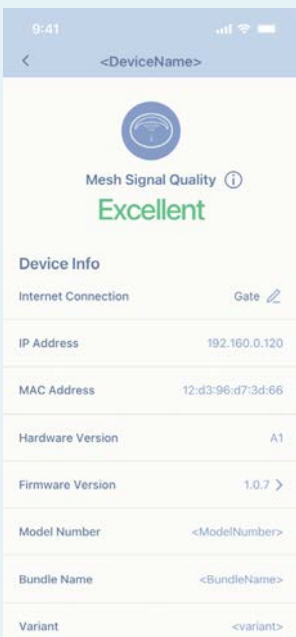 9:41
<DeviceName>
Mesh Signal Quality
Excellent
Device Info
Internet Connection Gate
IP Address 192.160.0.120
MAC Address 12:d3:96:d7:3d:66
Hardware Version A1
Firmware Version 1.0.7
Model Number <ModelNumber>
Bundle Name <BundleName>
Variant <variant>